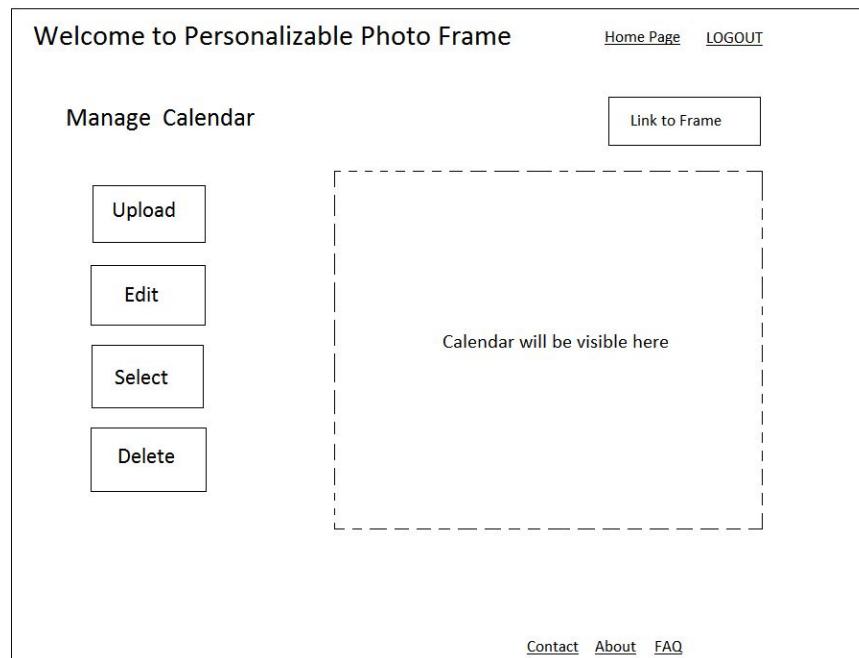 Welcome to Personalizable Photo Frame
Home Page LOGOUT
Manage Calendar
Link to Frame
Upload
Edit
Select
Delete
Calendar will be visible here
Contact About FAQ